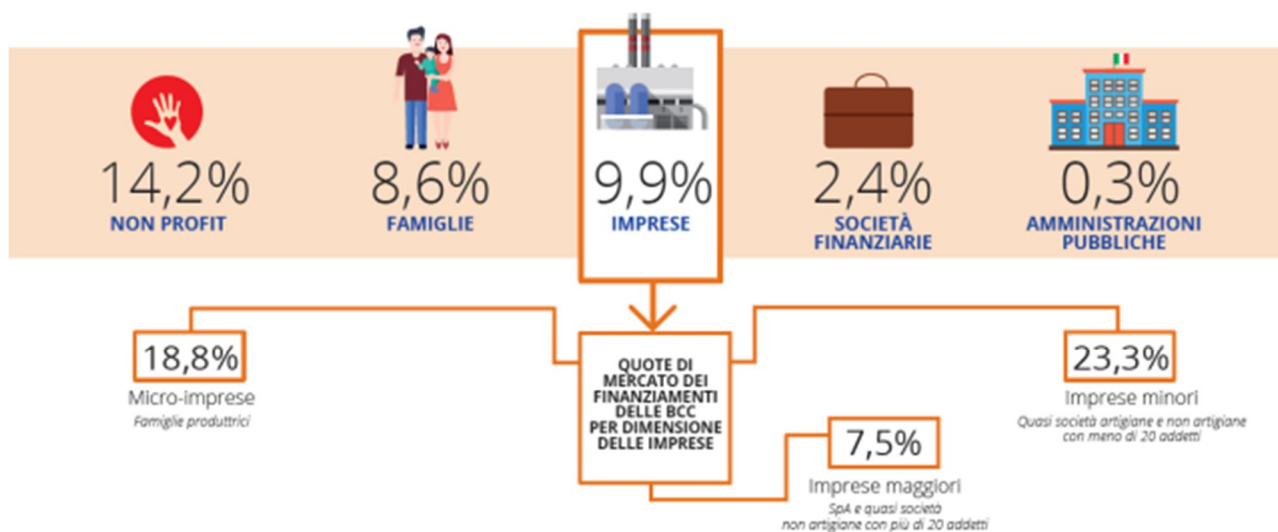 14,2%
NON PROFIT
8,6%
FAMIGLIE
9,9%
IMPRESE
2,4%
SOCIETÀ
FINANZIARIE
0,3%
AMMINISTRAZIONI
PUBBLICHE
18,8%
Micro-imprese
Famiglie produttrici
QUOTE DI
MERCATO DEI
FINANZIAMENTI
DELLE BCC
PER DIMENSIONE
DELLE IMPRESE
7,5%
Imprese maggiori
SpA e quasi società
non artigiane con più di 20 addetti
23,3%
Imprese minori
Quasi società artigiane e non artigiane
con meno di 20 addetti